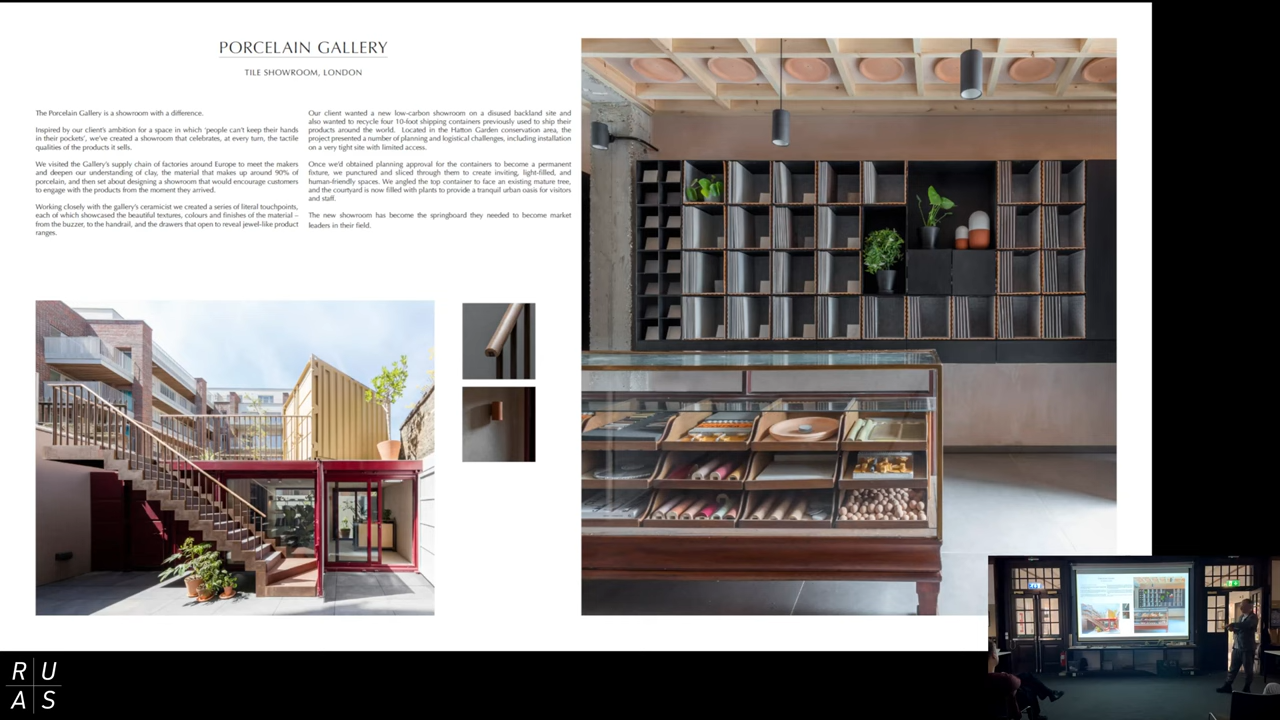 PORCELAIN GALLERY
TILE SHOWROOM, LONDON
The Porcelain Gallery is a showroom with a difference.
Inspired by our client's ambition for a space in which 'people can't keep their hands
in their pockets', we've created a showroom that celebrates, at every turn, the tactile
qualities of the products it sells.
We visited the Gallery's supply chain of factories around Europe to meet the makers
and deepen our understanding of clay, the material that makes up around 90% of
porcelain, and then set about designing a showroom that would encourage customers
to engage with the products from the moment they arrived.
Working closely with the gallery's ceramicist we created a series of literal touchpoints,
each of which showcased the beautiful textures, colours and finishes of the material –
from the buzzer, to the handrail, and the drawers that open to reveal jewel-like product
ranges.
Our client wanted a new low-carbon showroom on a disused backland site and
also wanted to recycle four 10-foot shipping containers previously used to ship their
products around the world. Located in the Hatton Garden conservation area, the
project presented a number of planning and logistical challenges, including installation
on a very tight site with limited access.
Once we'd obtained planning approval for the containers to become a permanent
fixture, we punctured and sliced through them to create inviting, light-filled, and
human-friendly spaces. We angled the top container to face an existing mature tree,
and the courtyard is now filled with plants to provide a tranquil urban oasis for visitors
and staff.
The new showroom has become the springboard they needed to become market
leaders in their field.
R U
A S